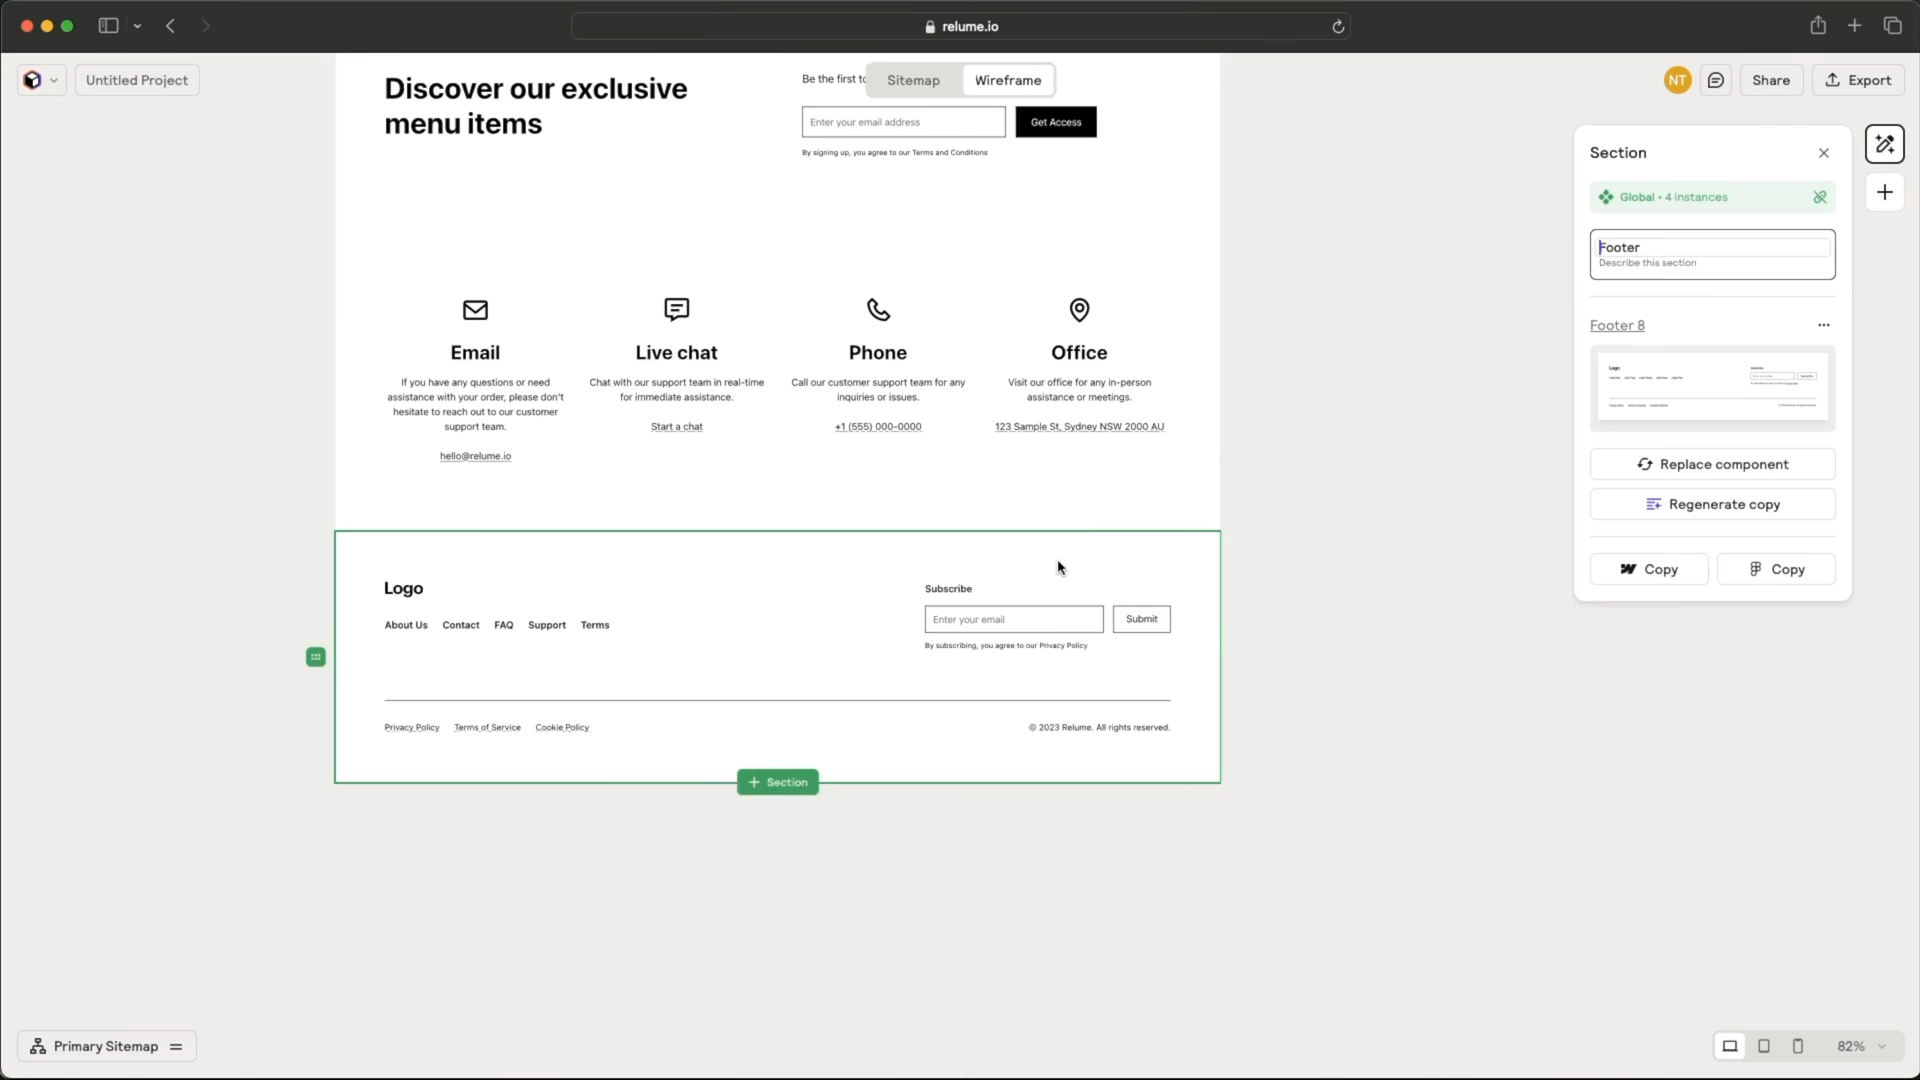 relume.io
Untitled Project
Sitemap
Wireframe
NT
Share
Export
Discover our exclusive
menu items
Be the first to
Enter your email address
Get Access
By signing up, you agree to our Terms and Conditions
Email
If you have any questions or need
assistance with your order, please don't
hesitate to reach out to our customer
support team.
hello@relume.io
Live chat
Chat with our support team in real-time
for immediate assistance.
Start a chat
Phone
Call our customer support team for any
inquiries or issues.
+1 (555) 000-0000
Office
Visit our office for any in-person
assistance or meetings.
123 Sample St, Sydney NSW 2000 AU
Logo
About Us Contact FAQ Support Terms
Subscribe
Enter your email
Submit
By subscribing, you agree to our Privacy Policy
Privacy Policy Terms of Service Cookie Policy
© 2023 Relume. All rights reserved.
+ Section
Section
Global • 4 instances
Footer
Describe this section
Footer 8
Replace component
Regenerate copy
Copy
Copy
Primary Sitemap
82%